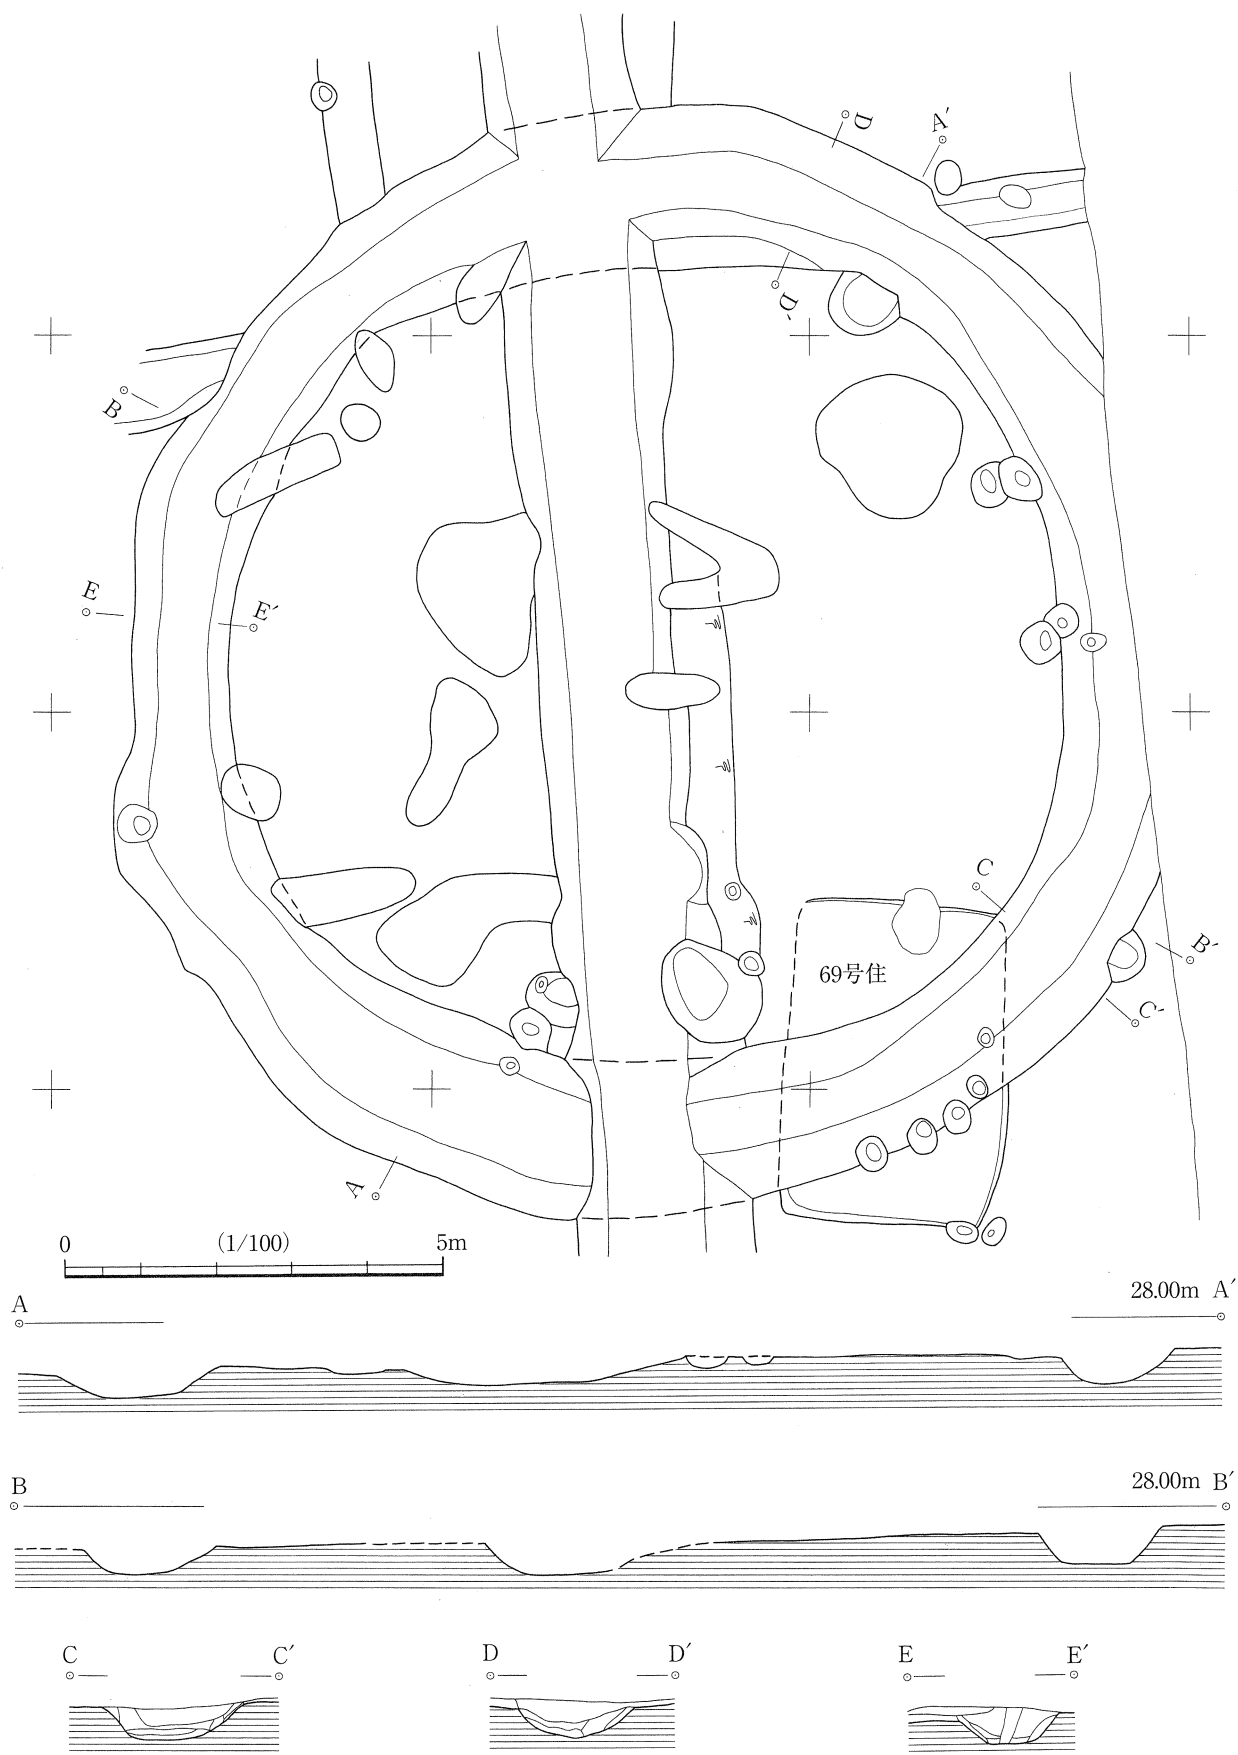 D
A′
D′
B
E
E′
C
B′
69号住
C′
A
0 (1/100) 5m
A 28.00m A′
B 28.00m B′
C C′ D D′ E E′